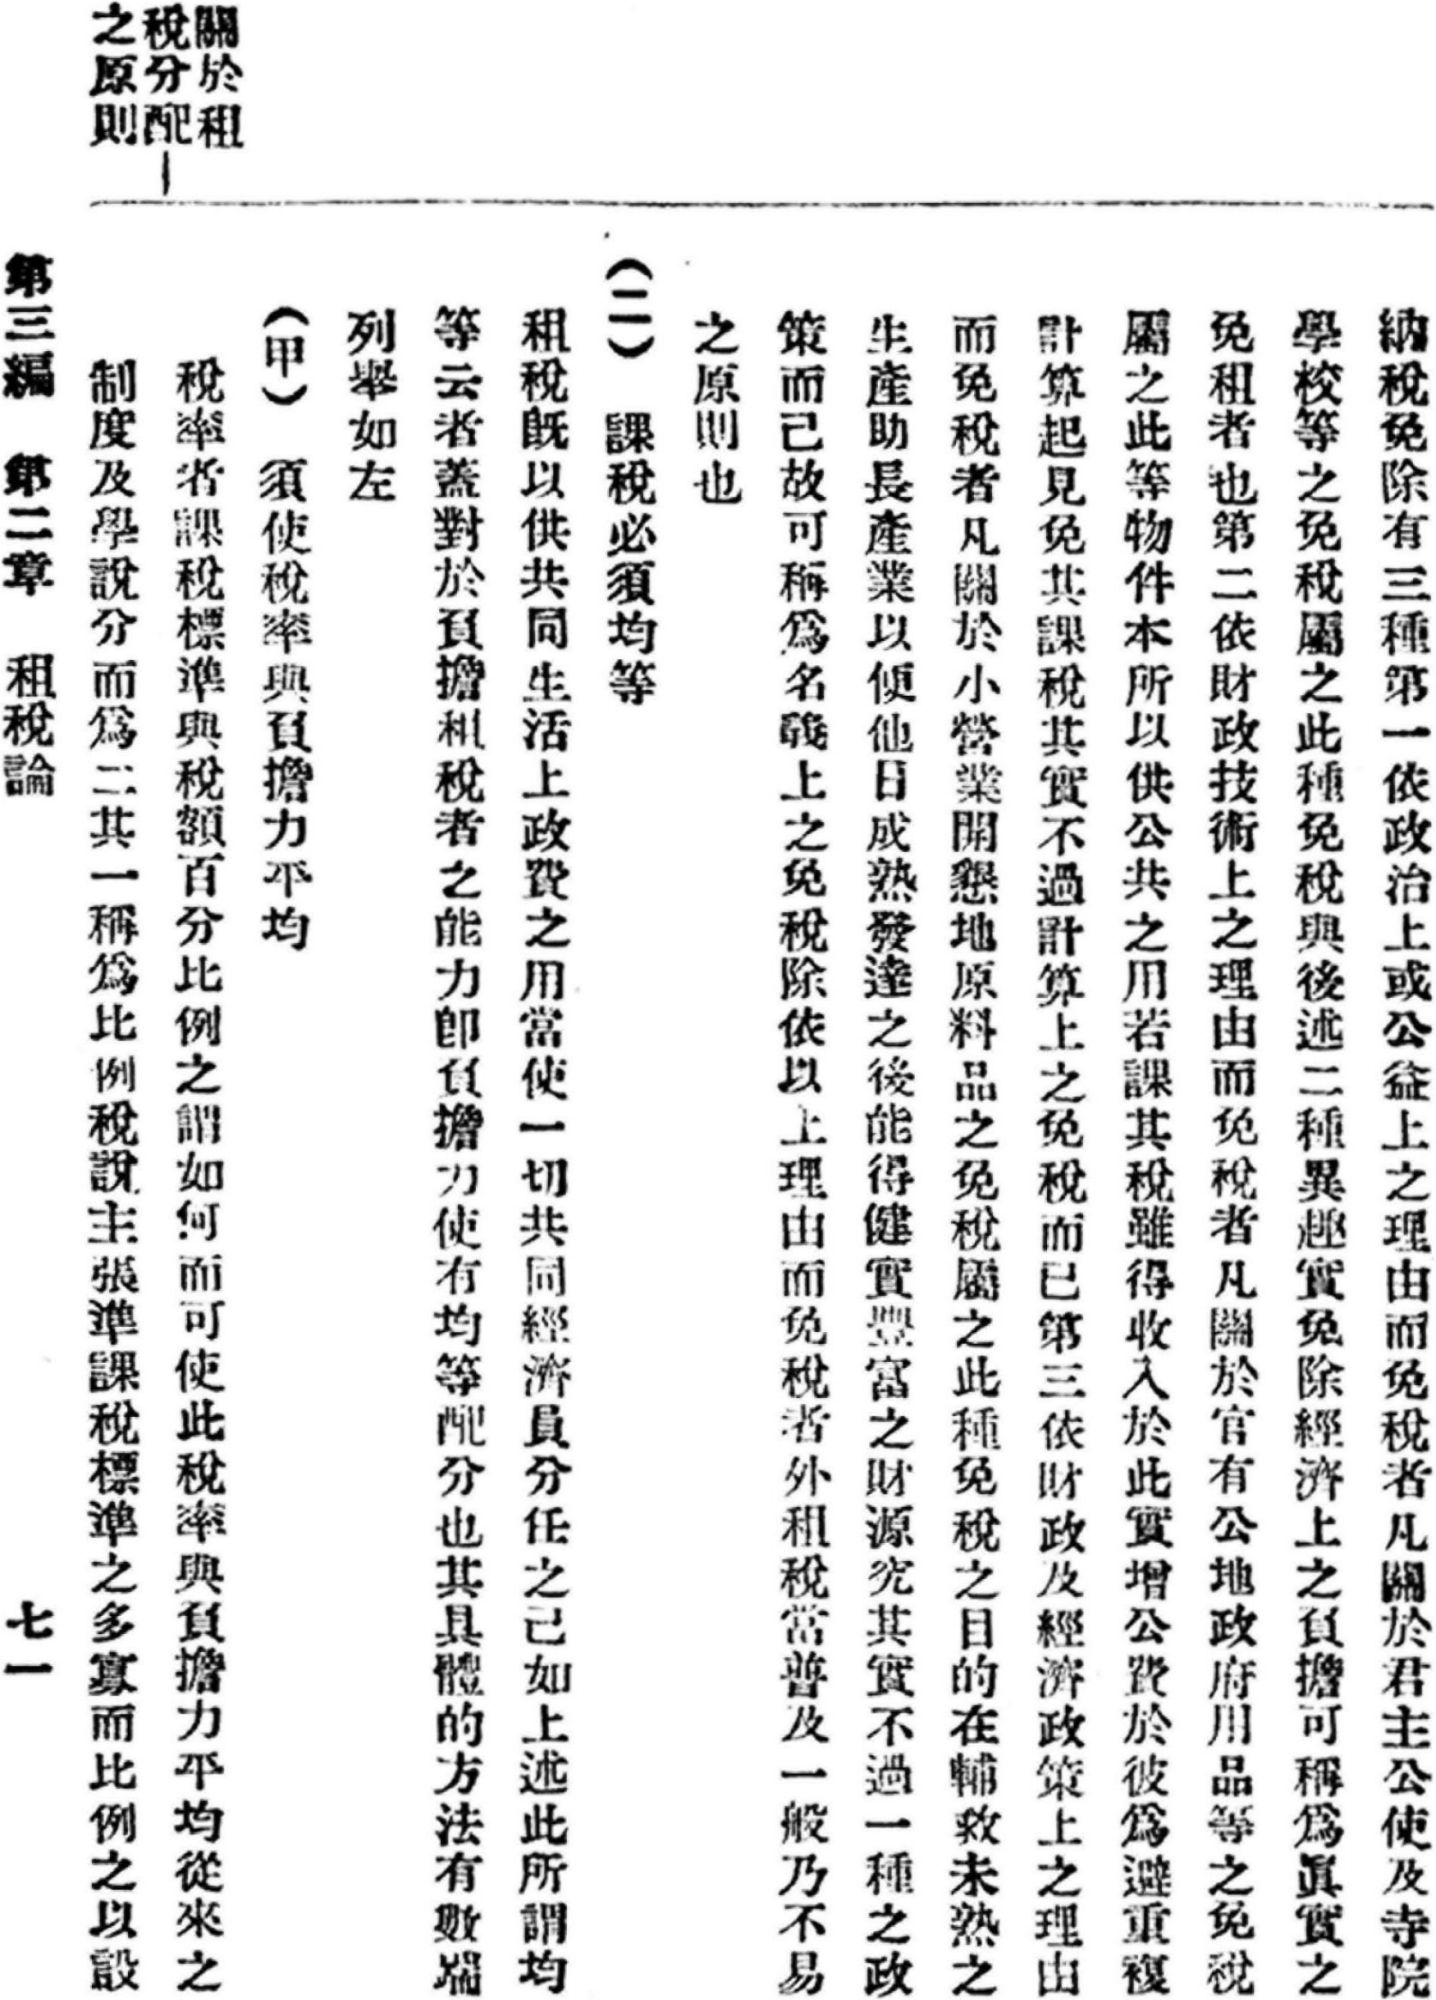 關於租
稅分配
之原則
納稅免除有三種第一依政治上或公益上之理由而免稅者凡關於君主公使及寺院
學校等之免稅屬之此種免稅與後述二種異趣實免除經濟上之負擔可稱爲眞實之
免租者也第二依財政技術上之理由而免稅者凡關於官有公地政府用品等之免稅
屬之此等物件本所以供公共之用若課其稅雖得收入於此實增公費於彼爲避重複
計算起見免其課稅其實不過計算上之免稅而已第三依財政及經濟政策上之理由
而免稅者凡關於小營業開懇地原料品之免稅屬之此種免稅之目的在輔救未熟之
生產助長產業以便他日成熟發達之後能得健實豐富之財源究其實不過一種之政
策而己故可稱爲名義上之免稅除依以上理由而免稅者外租稅當普及一般乃不易
之原則也
（二）　課稅必須均等
租稅既以供共同生活上政費之用當使一切共同經濟員分任之己如上述此所謂均
等云者蓋對於負擔租稅者之能力卽負擔力使有均等配分也其具體的方法有數端
列舉如左
（甲）　須使稅率與負擔力平均
稅率者課稅標準與稅額百分比例之謂如何而可使此稅率與負擔力平均從來之
制度及學說分而爲二其一稱爲比例稅說主張準課稅標準之多寡而比例之以設
第三編　第二章　租稅論　七一